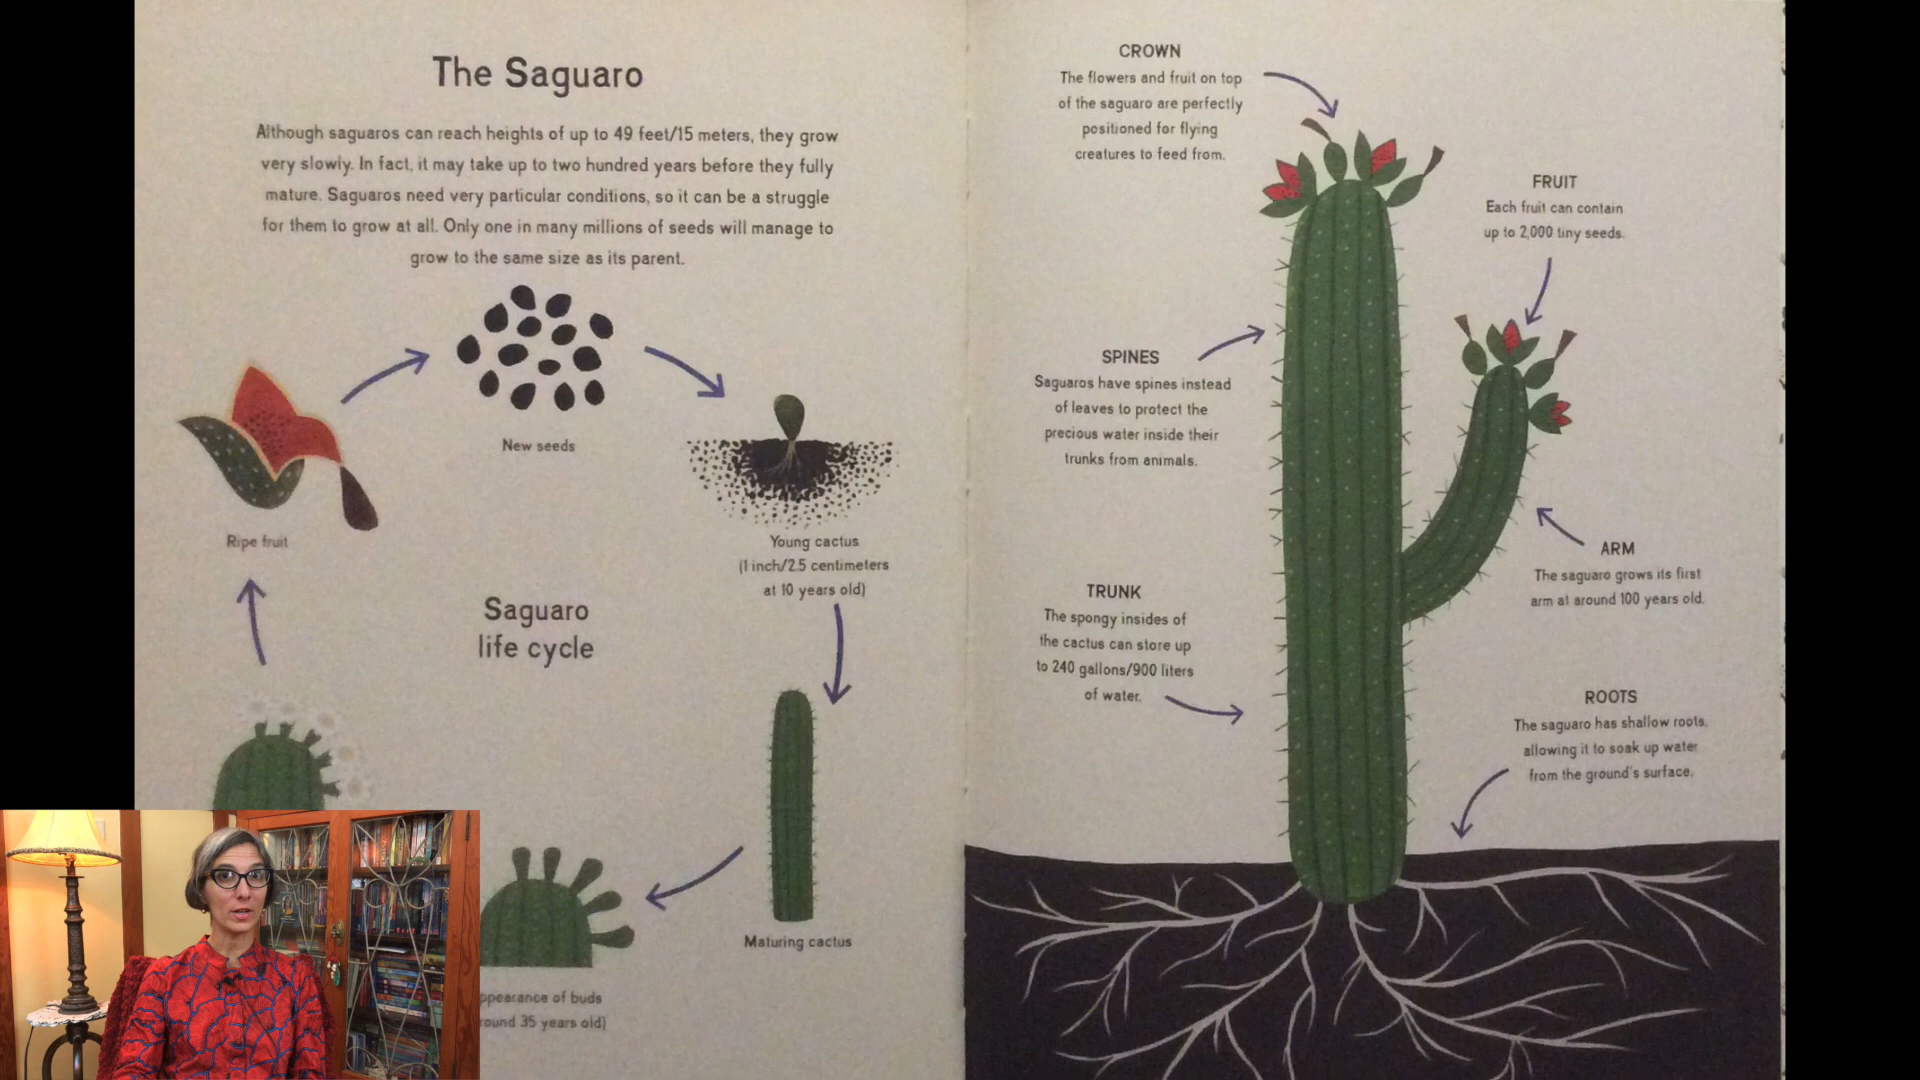 The Saguaro
Although saguaros can reach heights of up to 49 feet/15 meters, they grow
very slowly. In fact, it may take up to two hundred years before they fully
mature. Saguaros need very particular conditions, so it can be a struggle
for them to grow at all. Only one in many millions of seeds will manage to
grow to the same size as its parent.
New seeds
Ripe fruit
Young cactus
(1 inch/2.5 centimeters
at 10 years old)
Saguaro
life cycle
Maturing cactus
ppearance of buds
round 35 years old)
CROWN
The flowers and fruit on top
of the saguaro are perfectly
positioned for flying
creatures to feed from.
FRUIT
Each fruit can contain
up to 2,000 tiny seeds.
SPINES
Saguaros have spines instead
of leaves to protect the
precious water inside their
trunks from animals.
ARM
The saguaro grows its first
arm at around 100 years old.
TRUNK
The spongy insides of
the cactus can store up
to 240 gallons/900 liters
of water.
ROOTS
The saguaro has shallow roots,
allowing it to soak up water
from the ground's surface.